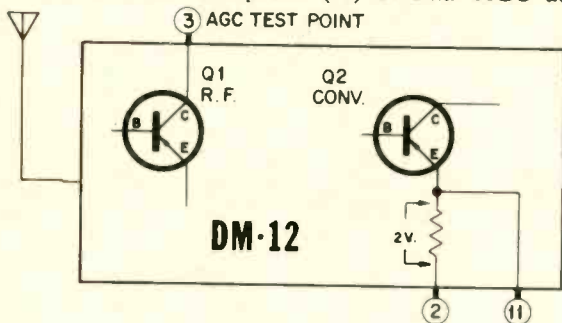 3 AGC TEST POINT
Q1
R.F.
Q2
CONV.
B
C
E
B
C
E
DM-12
2V.
2
11